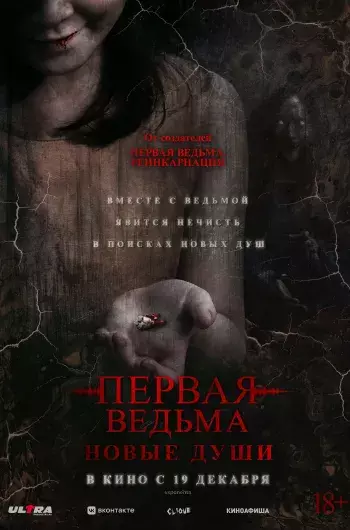 От создателей
ПЕРВАЯ ВЕДЬМА
РЕИНКАРНАЦИЯ
ВМЕСТЕ С ВЕДЬМОЙ
ЯВИТСЯ НЕЧИСТЬ
В ПОИСКАХ НОВЫХ ДУШ
ПЕРВАЯ
ВЕДЬМА
НОВЫЕ ДУШИ
В КИНО С 19 ДЕКАБРЯ
ULTRA
ВКОНТАКТЕ
КИНОАФИША
18+